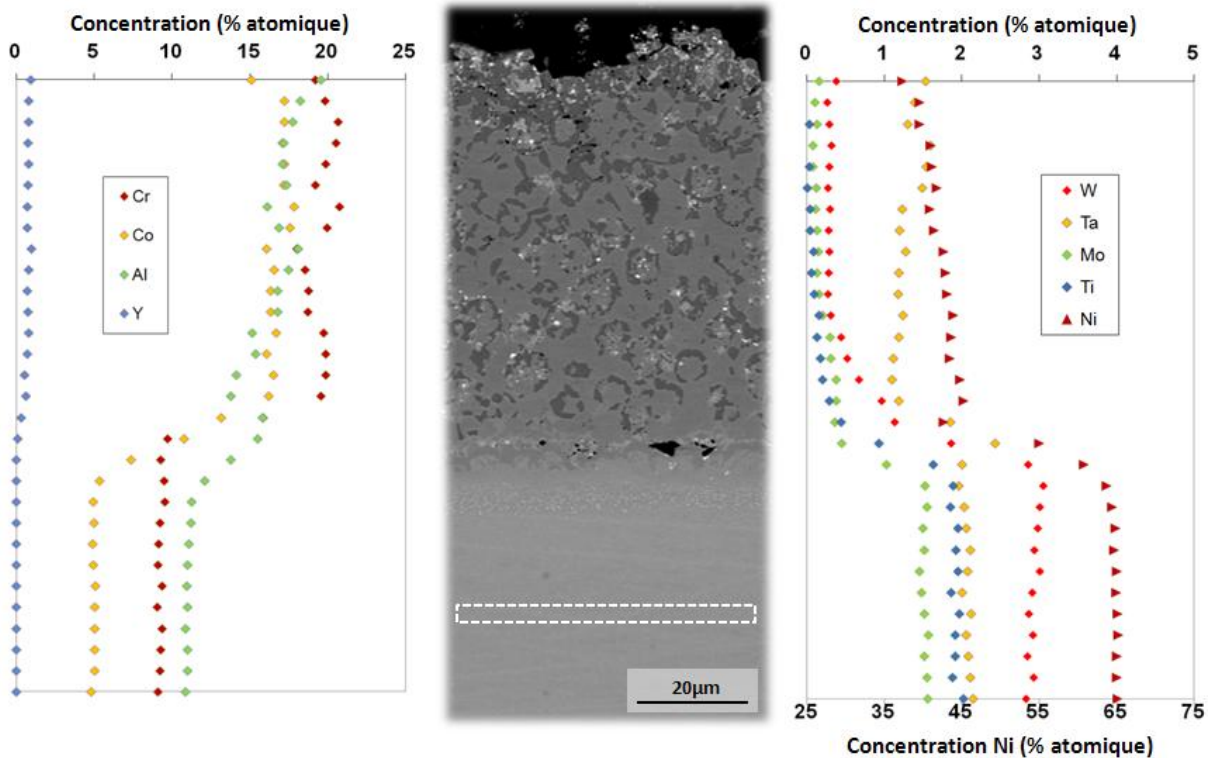 Concentration (% atomique)
0 5 10 15 20 25
Cr
Co
Al
Y
20µm
Concentration (% atomique)
0 1 2 3 4 5
W
Ta
Mo
Ti
Ni
25 35 45 55 65 75
Concentration Ni (% atomique)